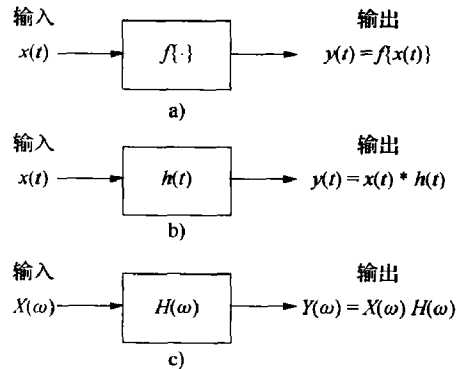 输入 输出
x(t) f{·} y(t) = f{x(t)}
a)
输入 输出
x(t) h(t) y(t) = x(t) * h(t)
b)
输入 输出
X(ω) H(ω) Y(ω) = X(ω) H(ω)
c)